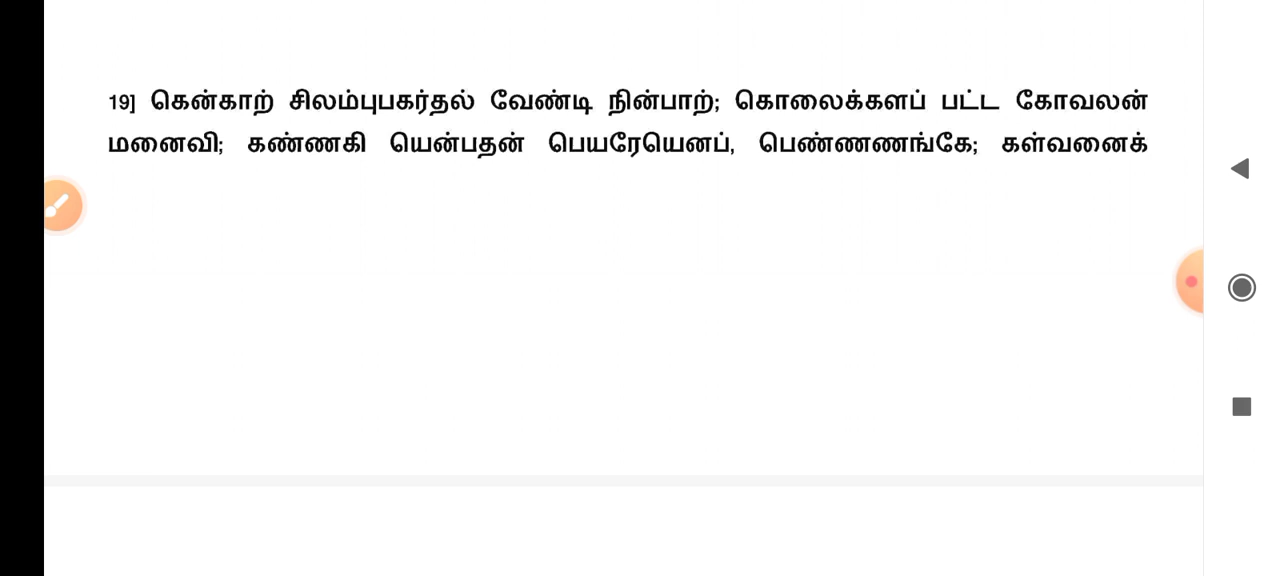 19] கென்காற் சிலம்புபகர்தல் வேண்டி நின்பாற்; கொலைக்களப் பட்ட கோவலன்
மனைவி; கண்ணகி யென்பதன் பெயரேயெனப், பெண்ணணங்கே; கள்வனைக்